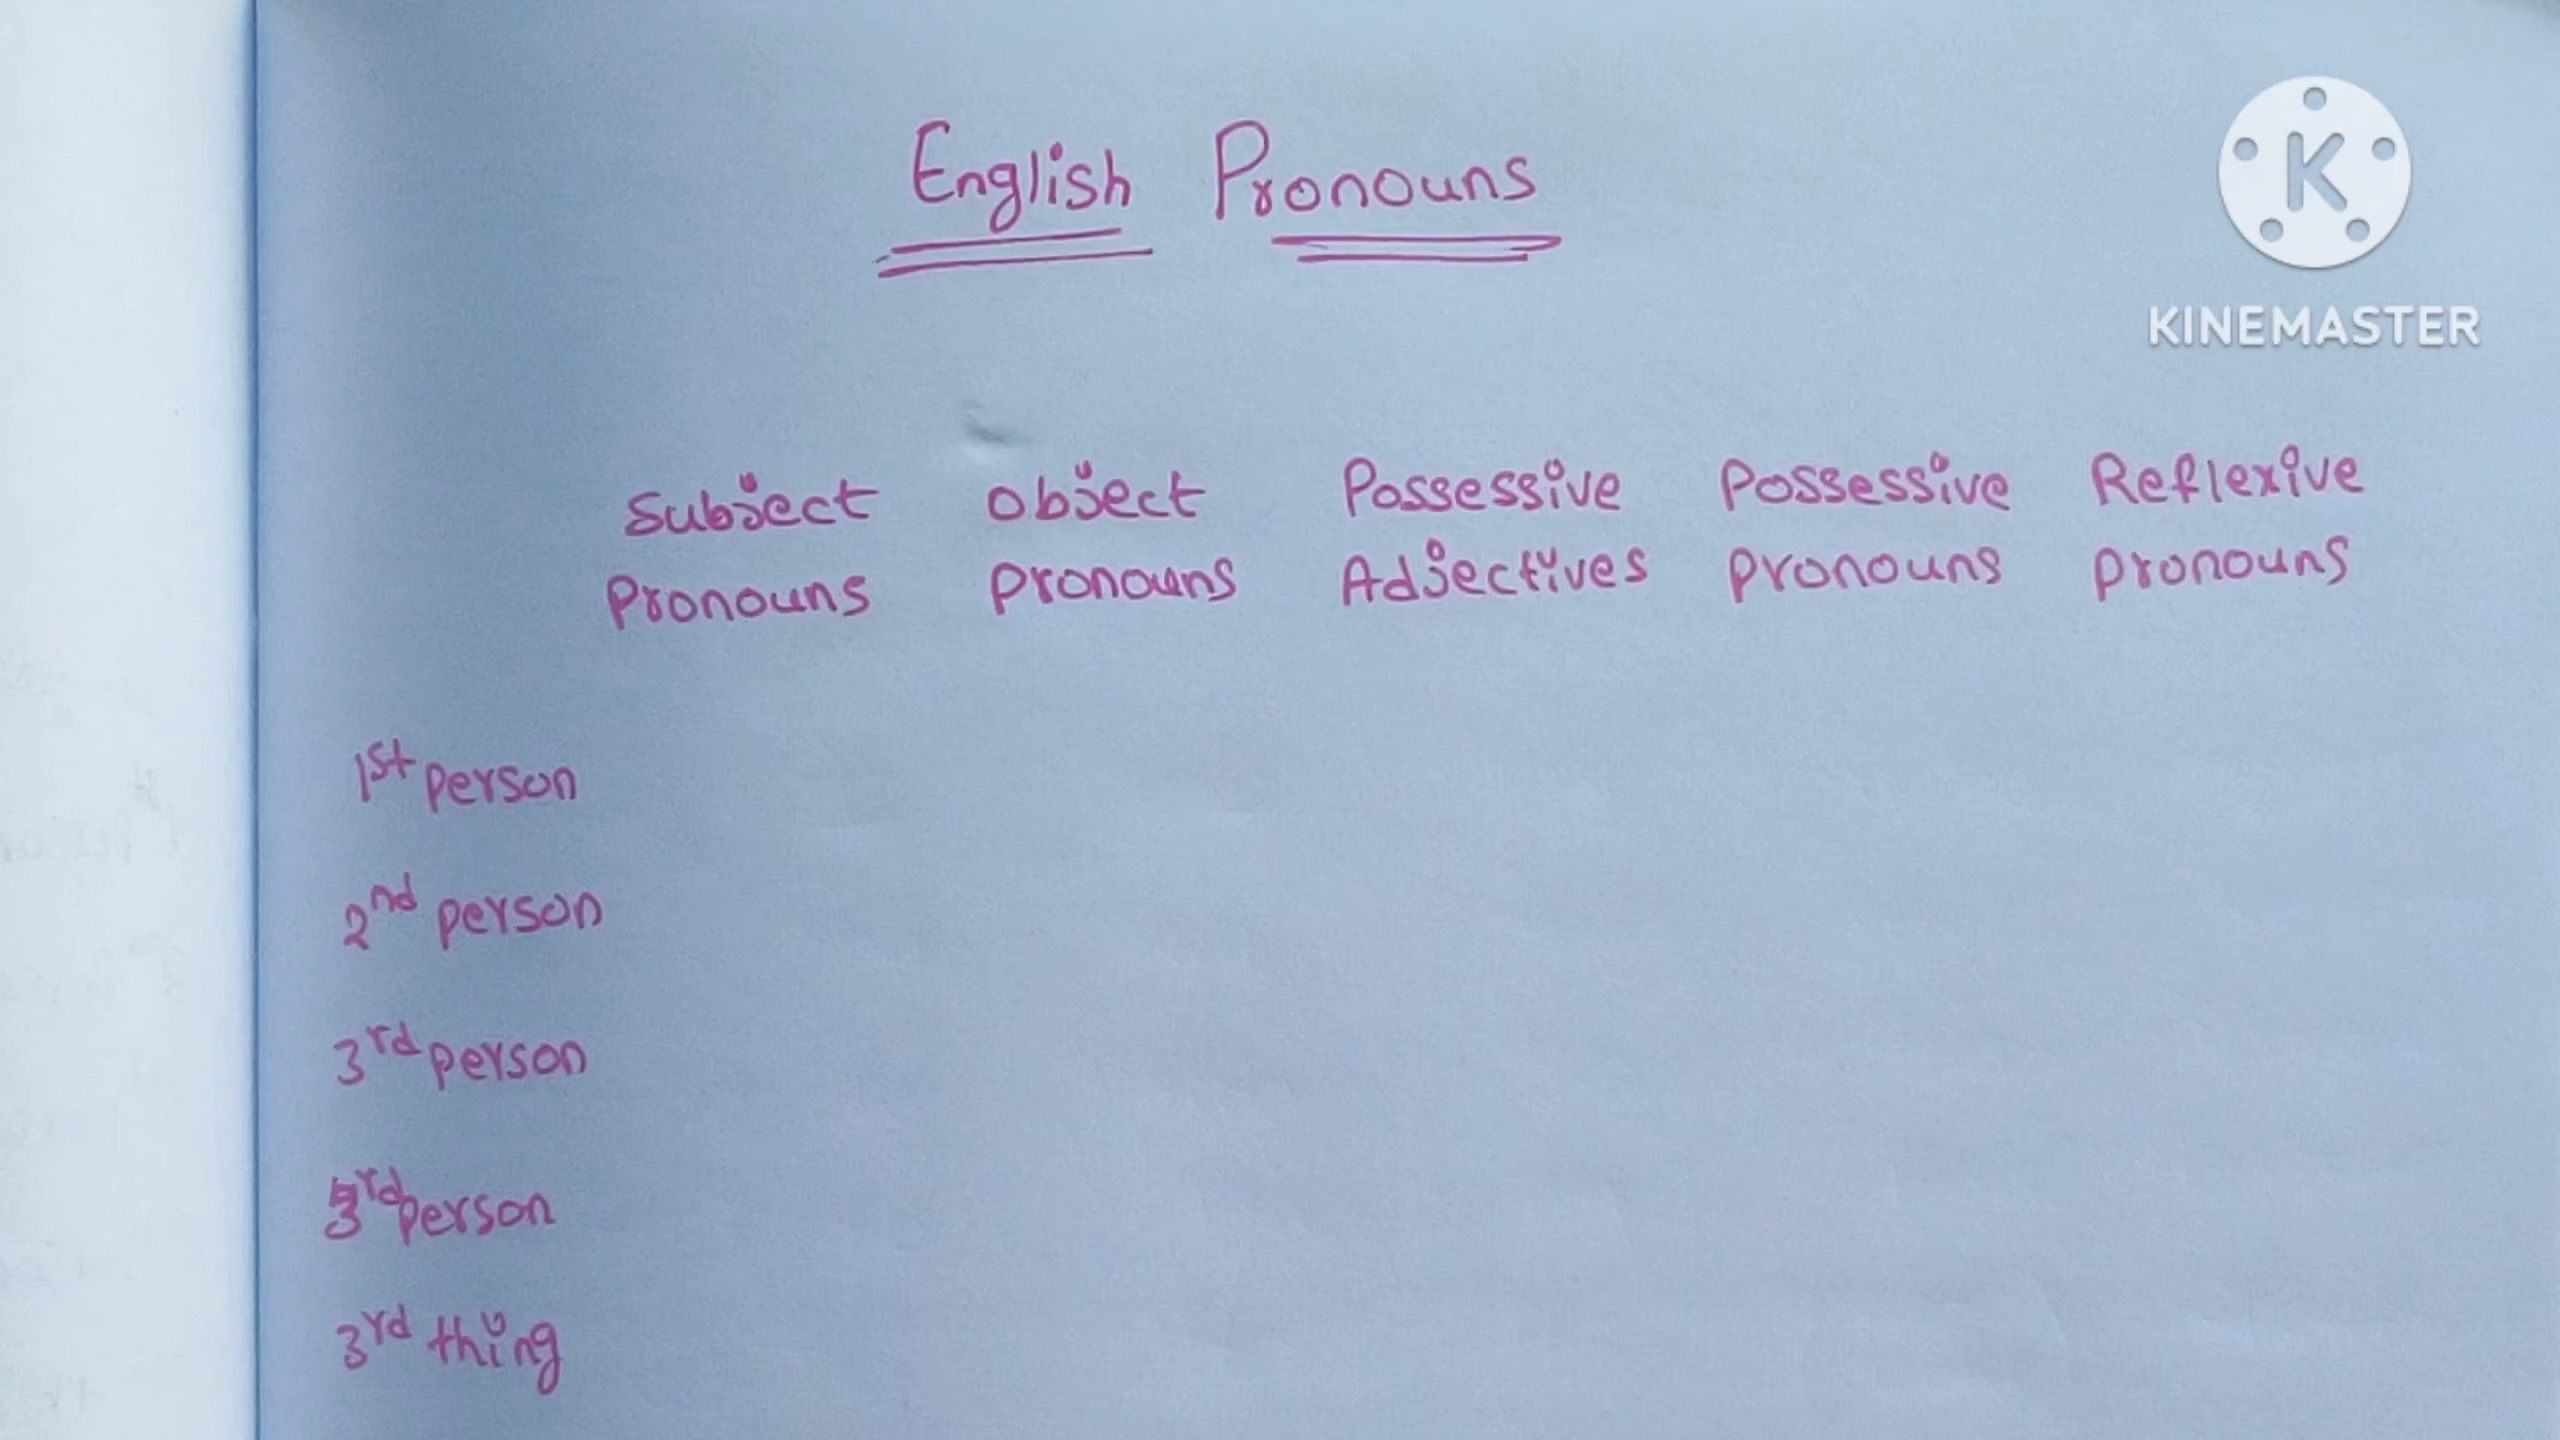 English Pronouns
KINEMASTER
Subject Object Possessive Possessive Reflexive
Pronouns Pronouns Adjectives Pronouns Pronouns
1st person
2nd person
3rd person
3rd person
3rd thing